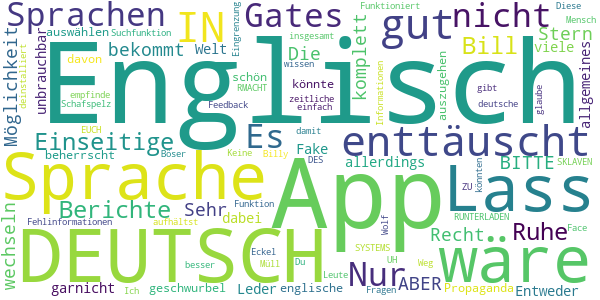 Sprachen IN Gates gut nicht Funktioniert Diese Mensch
auswählen Suchfunktion Eingrenzung insgesamt
Möglichkeit bekommt Welt Die Bill komplett Stern viele allgemeines
unbrauchbar deinstalliert davon
Englisch
schön RMACHT zeitliche könnte einfach wissen Informationen auszugehen gibt deutsche glaube
empfinde Schafspelz Feedback damit
Einseitige EUCH Es enttäuscht
beherrscht Böser Billy Keine Fake DES allerdings BITTE SKLAVEN
Sprache App Lass
Berichte Sehr dabei Funktion ZU könnten
wechseln Fehlinformationen aufhältst Wolf Recht Ruhe RUNTERLADEN
DEUTSCH Nur wäre
Eckel SYSTEMS Face
garnicht Ich geschwurbel besser Leder Müll englische Du Leute Fragen UH ABER Weg Propaganda Entweder